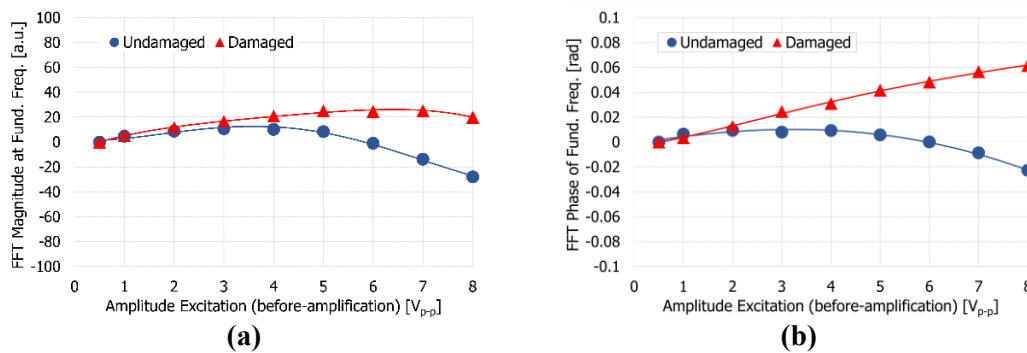 FFT Magnitude at Fund. Freq. [a.u.]
100
80
60
40
20
0
-20
-40
-60
-80
-100
Undamaged Damaged
0 1 2 3 4 5 6 7 8
Amplitude Excitation (before-amplification) [Vp-p]
(a)
FFT Phase of Fund. Freq. [rad]
0.1
0.08
0.06
0.04
0.02
0
-0.02
-0.04
-0.06
-0.08
-0.1
Undamaged Damaged
0 1 2 3 4 5 6 7 8
Amplitude Excitation (before-amplification) [Vp-p]
(b)